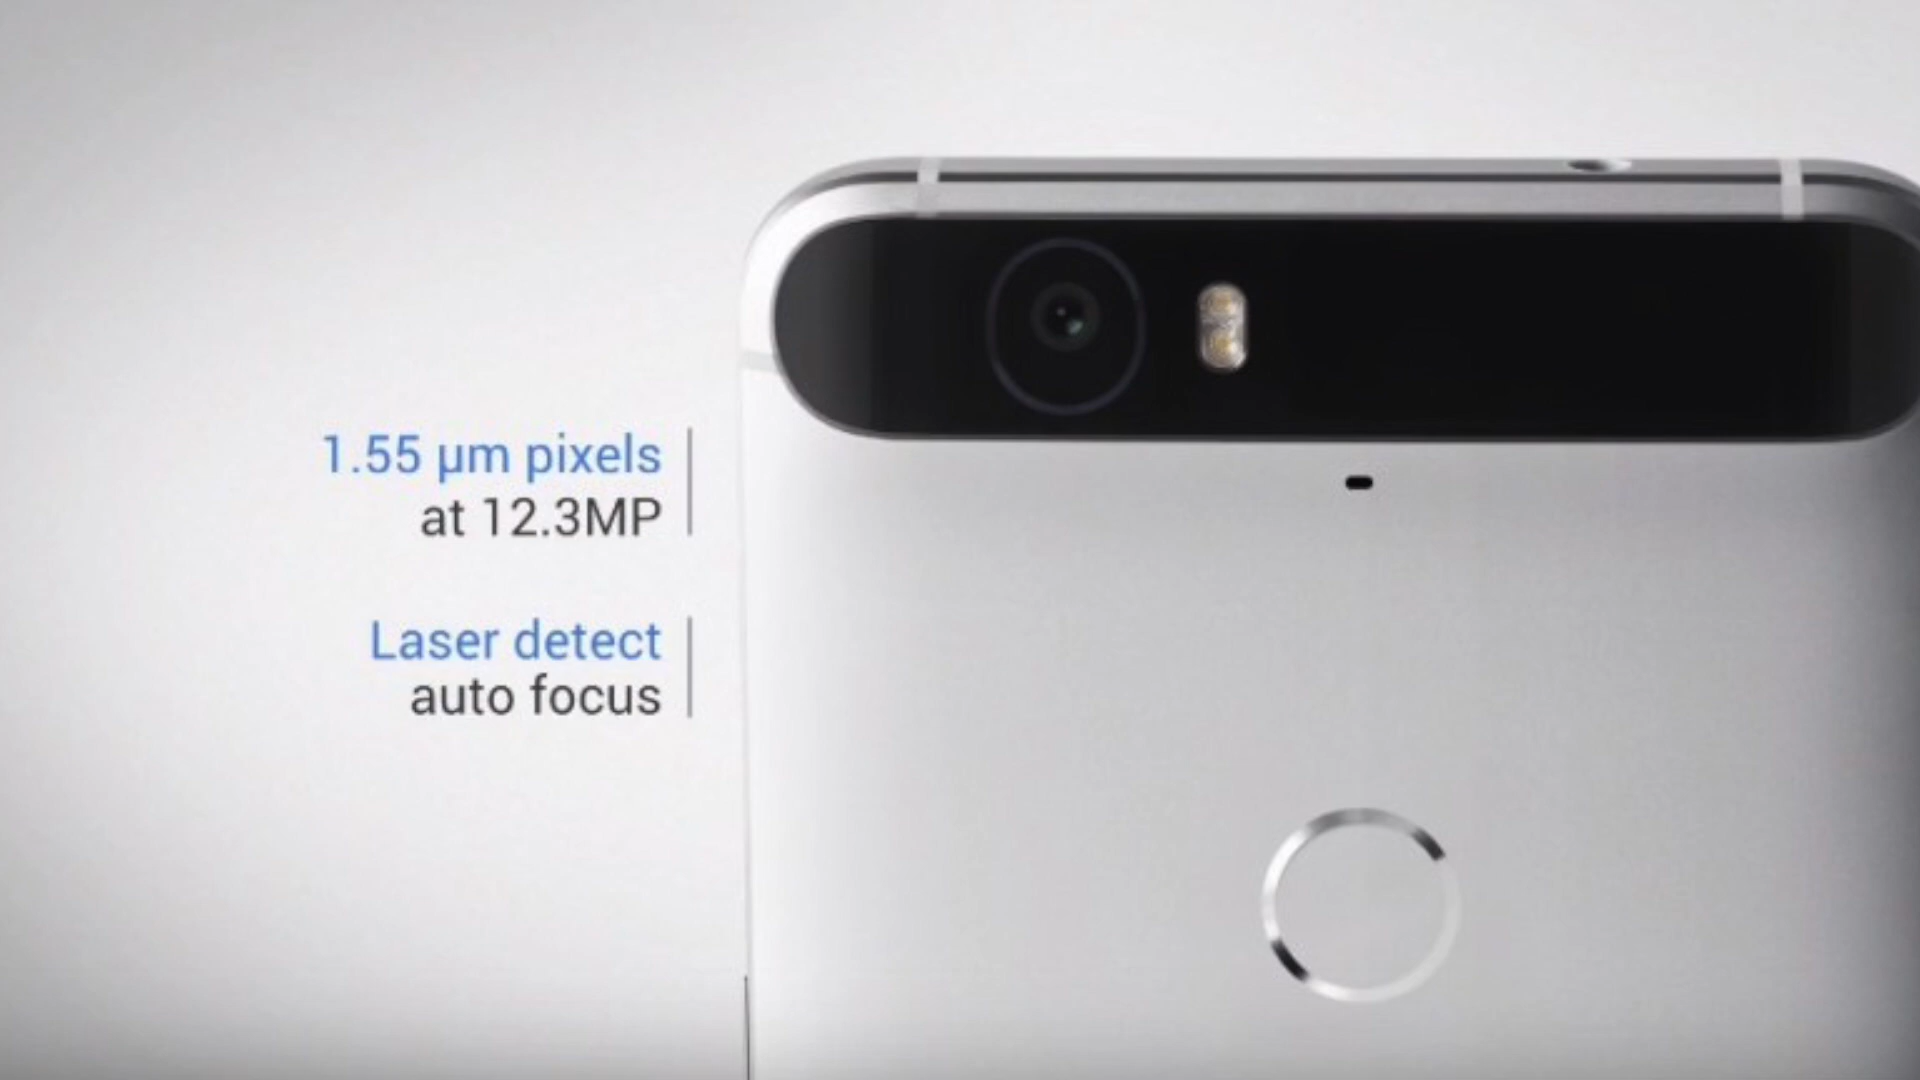 1.55 µm pixels
at 12.3MP
Laser detect
auto focus